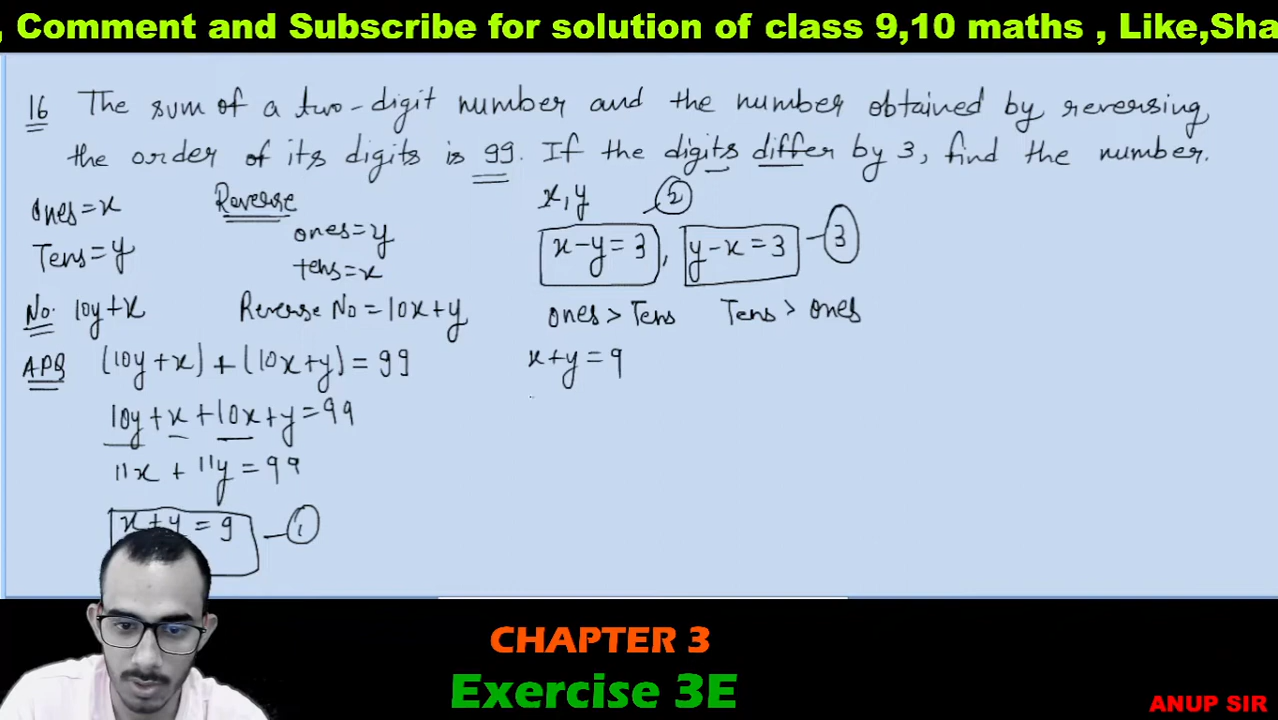 , Comment and Subscribe for solution of class 9,10 maths , Like,Sha
16 The sum of a two-digit number and the number obtained by reversing
the order of its digits is 99. If the digits differ by 3, find the number.
Ones = x
Tens = y
No. 10y+x
Reverse
ones = y
tens = x
Reverse No = 10x+y
APQ (10y+x) + (10x+y) = 99
10y + x + 10x + y = 99
11x + 11y = 99
x + y = 9 - 1
x, y
x - y = 3 2, y - x = 3 - 3
ones > Tens Tens > ones
x + y = 9
CHAPTER 3
Exercise 3E
ANUP SIR